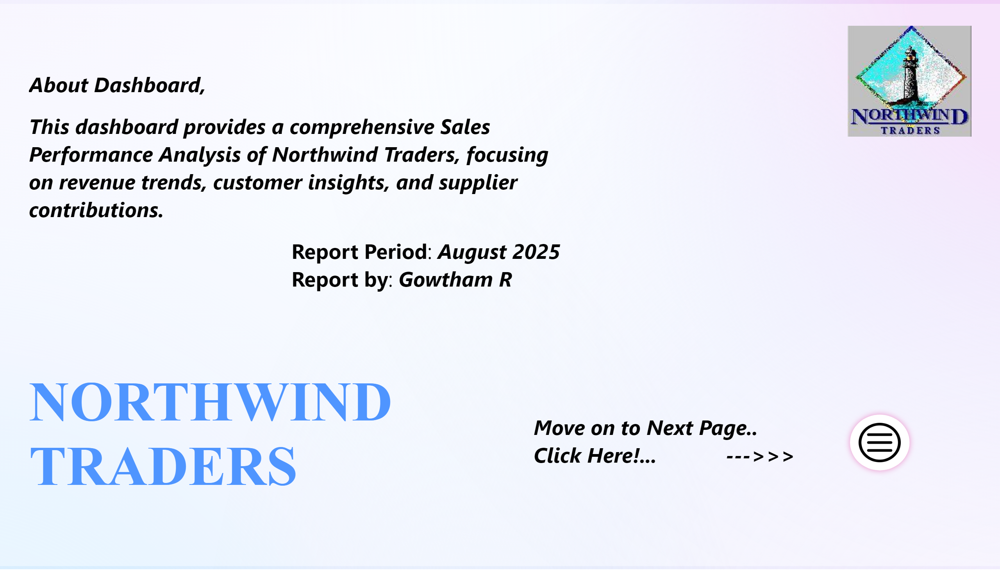 NORTHWIND
TRADERS
About Dashboard,
This dashboard provides a comprehensive Sales
Performance Analysis of Northwind Traders, focusing
on revenue trends, customer insights, and supplier
contributions.
Report Period: August 2025
Report by: Gowtham R
NORTHWIND
TRADERS
Move on to Next Page..
Click Here!... --->>>